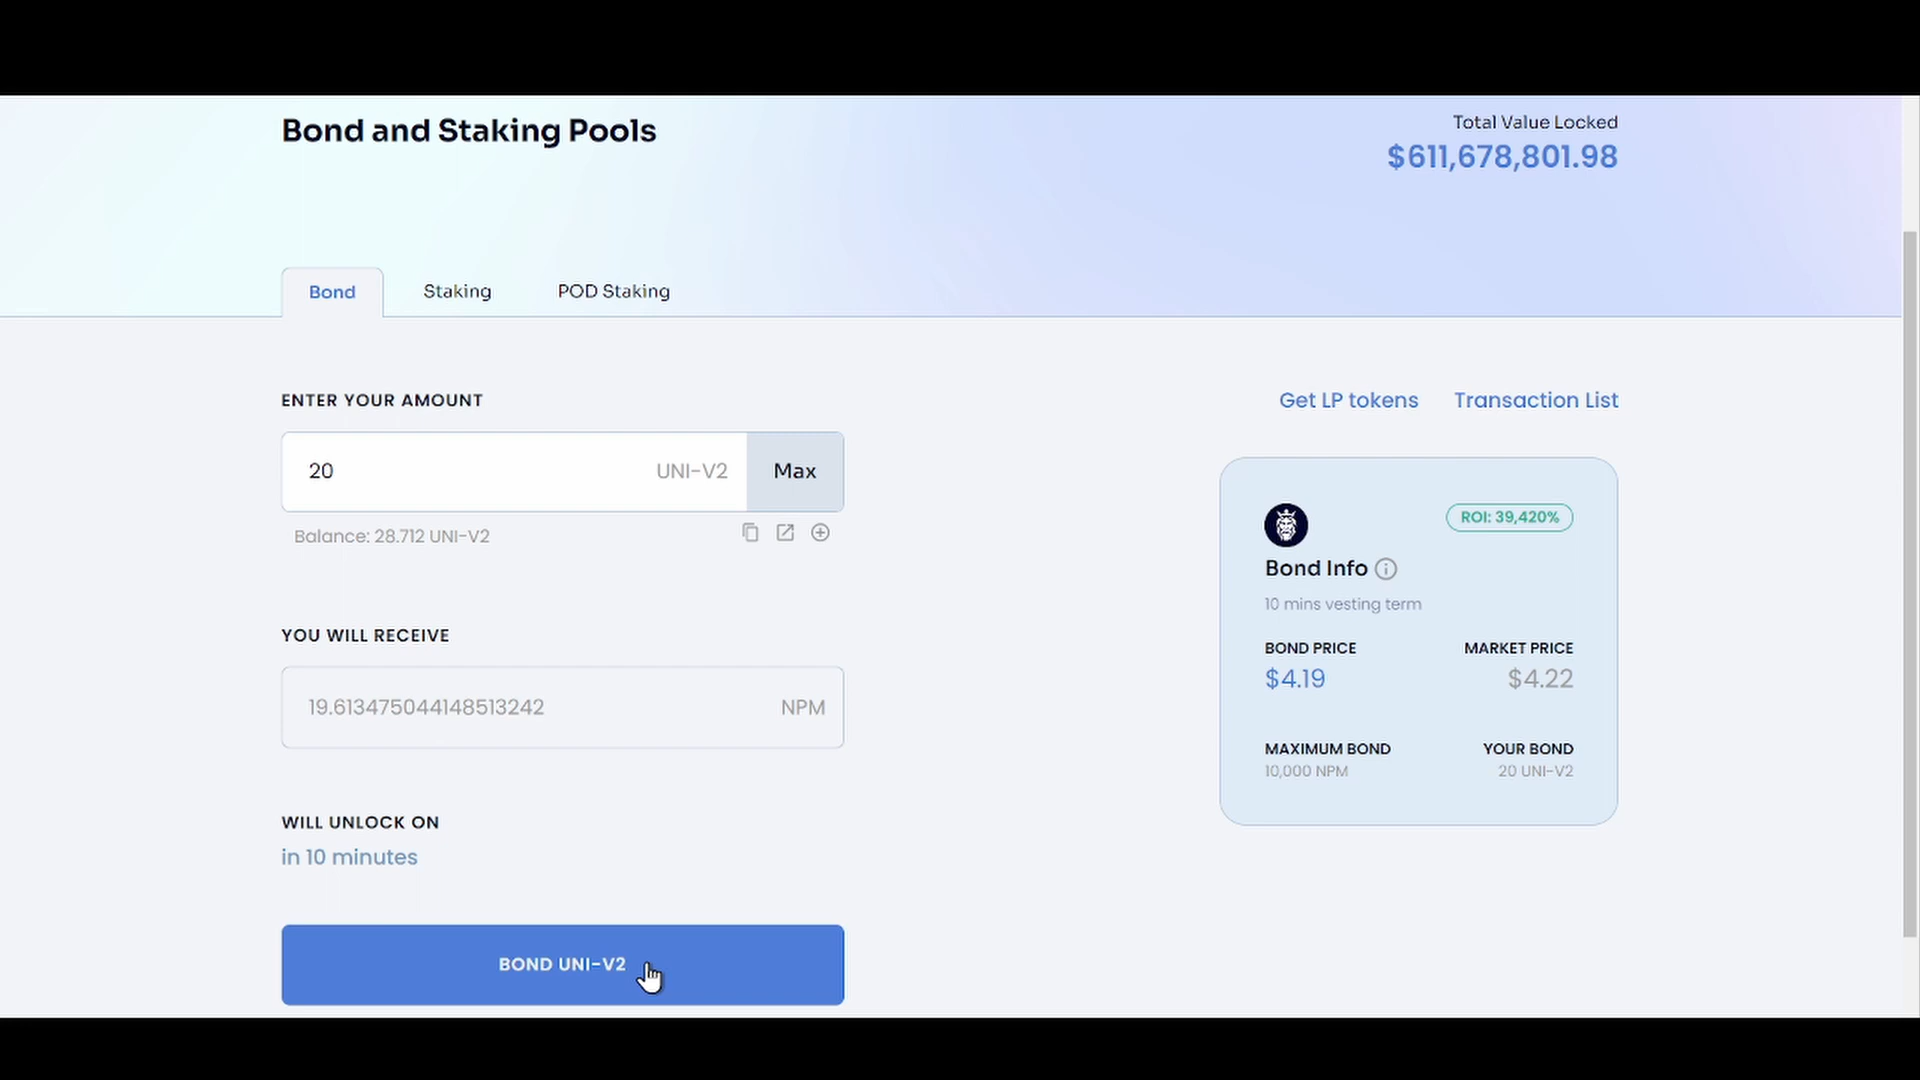 Bond and Staking Pools
Total Value Locked
$611,678,801.98
Bond
Staking
POD Staking
ENTER YOUR AMOUNT
20
UNI-V2
Max
Balance: 28.712 UNI-V2
YOU WILL RECEIVE
19.613475044148513242
NPM
WILL UNLOCK ON
in 10 minutes
BOND UNI-V2
Get LP tokens
Transaction List
ROI: 39,420%
Bond Info
10 mins vesting term
BOND PRICE
MARKET PRICE
$4.19
$4.22
MAXIMUM BOND
YOUR BOND
10,000 NPM
20 UNI-V2